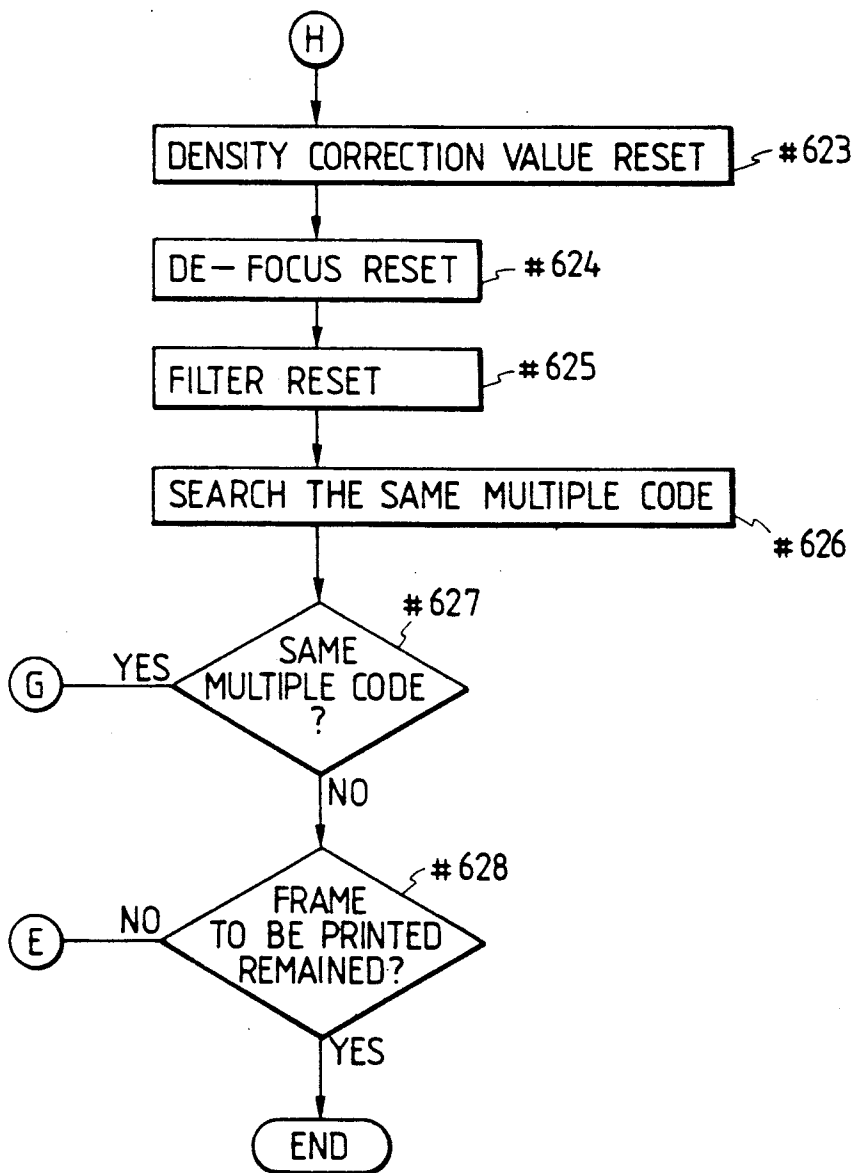 H
DENSITY CORRECTION VALUE RESET
#623
DE-FOCUS RESET
#624
FILTER RESET
#625
SEARCH THE SAME MULTIPLE CODE
#626
#627
SAME
MULTIPLE CODE
?
YES
G
NO
#628
FRAME
TO BE PRINTED
REMAINED?
NO
E
YES
END